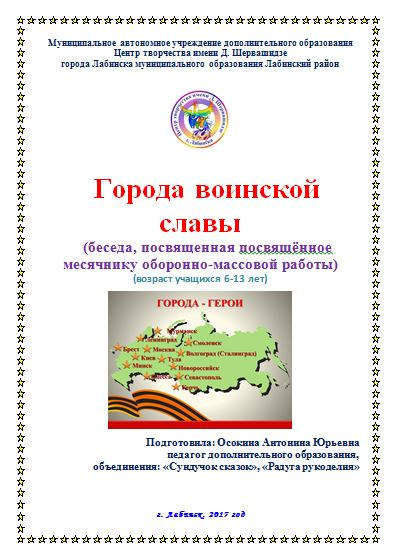 Муниципальное автономное учреждение дополнительного образования
Центр творчества имени Д. Шервашидзе
города Лабинска муниципального образования Лабинский район
Центр творчества имени Д. Шервашидзе
г. Лабинск
Города воинской
славы
(беседа, посвященная посвящённое
месячнику оборонно-массовой работы)
(возраст учащихся 6-13 лет)
ГОРОДА - ГЕРОИ
Мурманск
Ленинград
Смоленск
Брест
Москва
Волгоград (Сталинград)
Киев
Тула
Минск
Новороссийск
Одесса
Севастополь
Керчь
Подготовила: Осокина Антонина Юрьевна
педагог дополнительного образования,
объединения: «Сундучок сказок», «Радуга рукоделия»
г. Лабинск, 2017 год